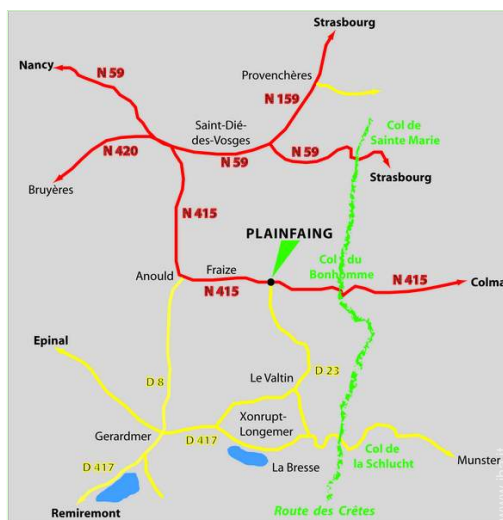 Strasbourg
Nancy
N 59
Provenchères
N 159
Saint-Dié-
des-Vosges
Col de
Sainte Marie
N 420
N 59
N 59
Bruyères
Strasbourg
N 415
PLAINFAING
Col du
Bonhomme
Anould
Fraize
N 415
N 415
Colma
Epinal
D 23
D 8
Le Valtin
Xonrupt-
Longemer
Gerardmer
D 417
Col de
la Schlucht
La Bresse
Munster
D 417
Remiremont
Route des Crêtes